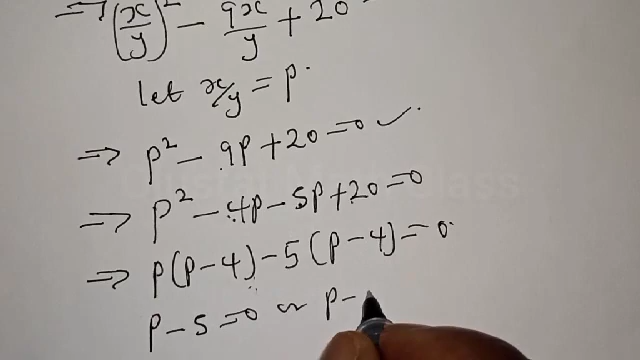 => (x/y)² - 9x/y + 20
let x/y = p.
=> p² - 9p + 20 = 0 ✓.
=> p² - 4p - 5p + 20 = 0
=> p(p - 4) - 5(p - 4) = 0.
p - 5 = 0 or p -